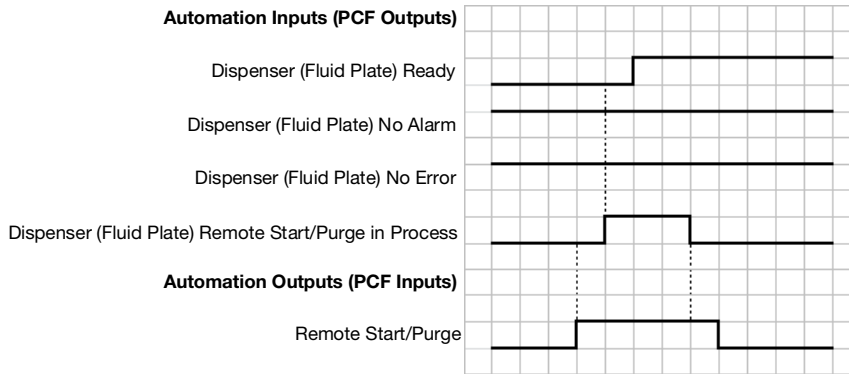 Automation Inputs (PCF Outputs)
Dispenser (Fluid Plate) Ready
Dispenser (Fluid Plate) No Alarm
Dispenser (Fluid Plate) No Error
Dispenser (Fluid Plate) Remote Start/Purge in Process
Automation Outputs (PCF Inputs)
Remote Start/Purge